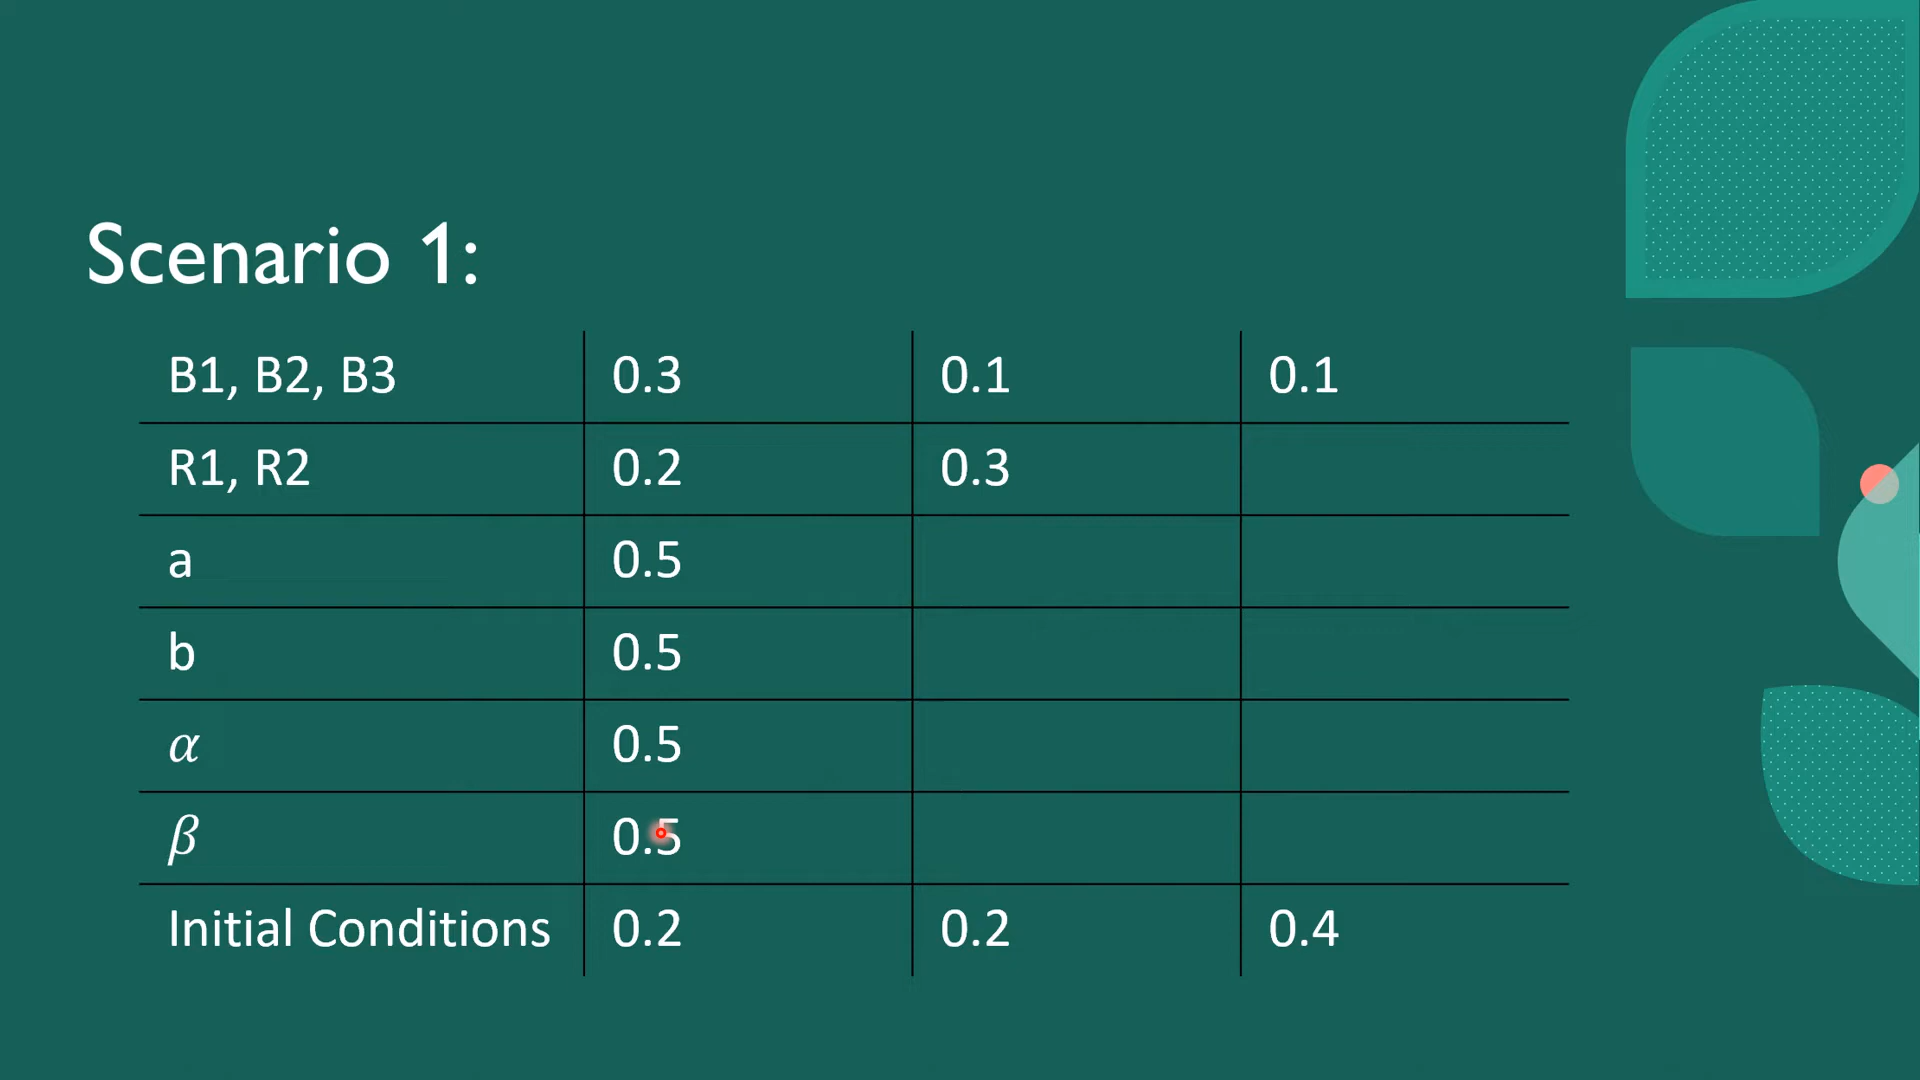 Scenario 1:
B1, B2, B3 0.3 0.1 0.1
R1, R2 0.2 0.3
a 0.5
b 0.5
α 0.5
β 0.5
Initial Conditions 0.2 0.2 0.4